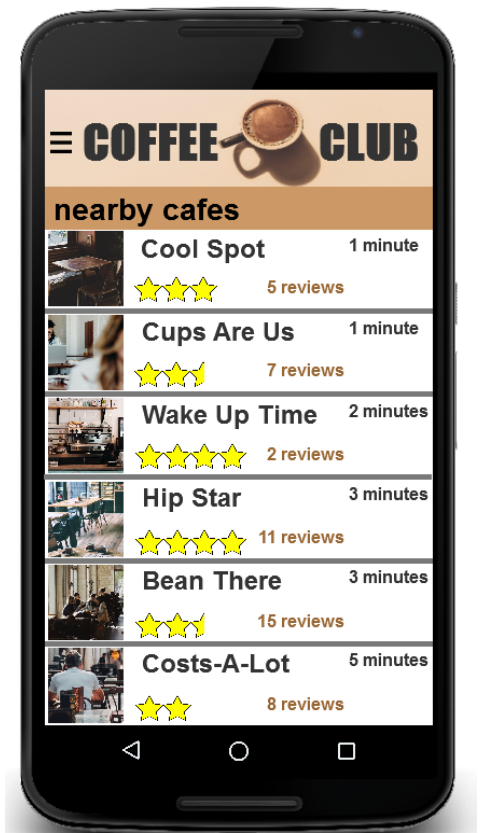 COFFEE CLUB
nearby cafes
Cool Spot 1 minute
5 reviews
Cups Are Us 1 minute
7 reviews
Wake Up Time 2 minutes
2 reviews
Hip Star 3 minutes
11 reviews
Bean There 3 minutes
15 reviews
Costs-A-Lot 5 minutes
8 reviews